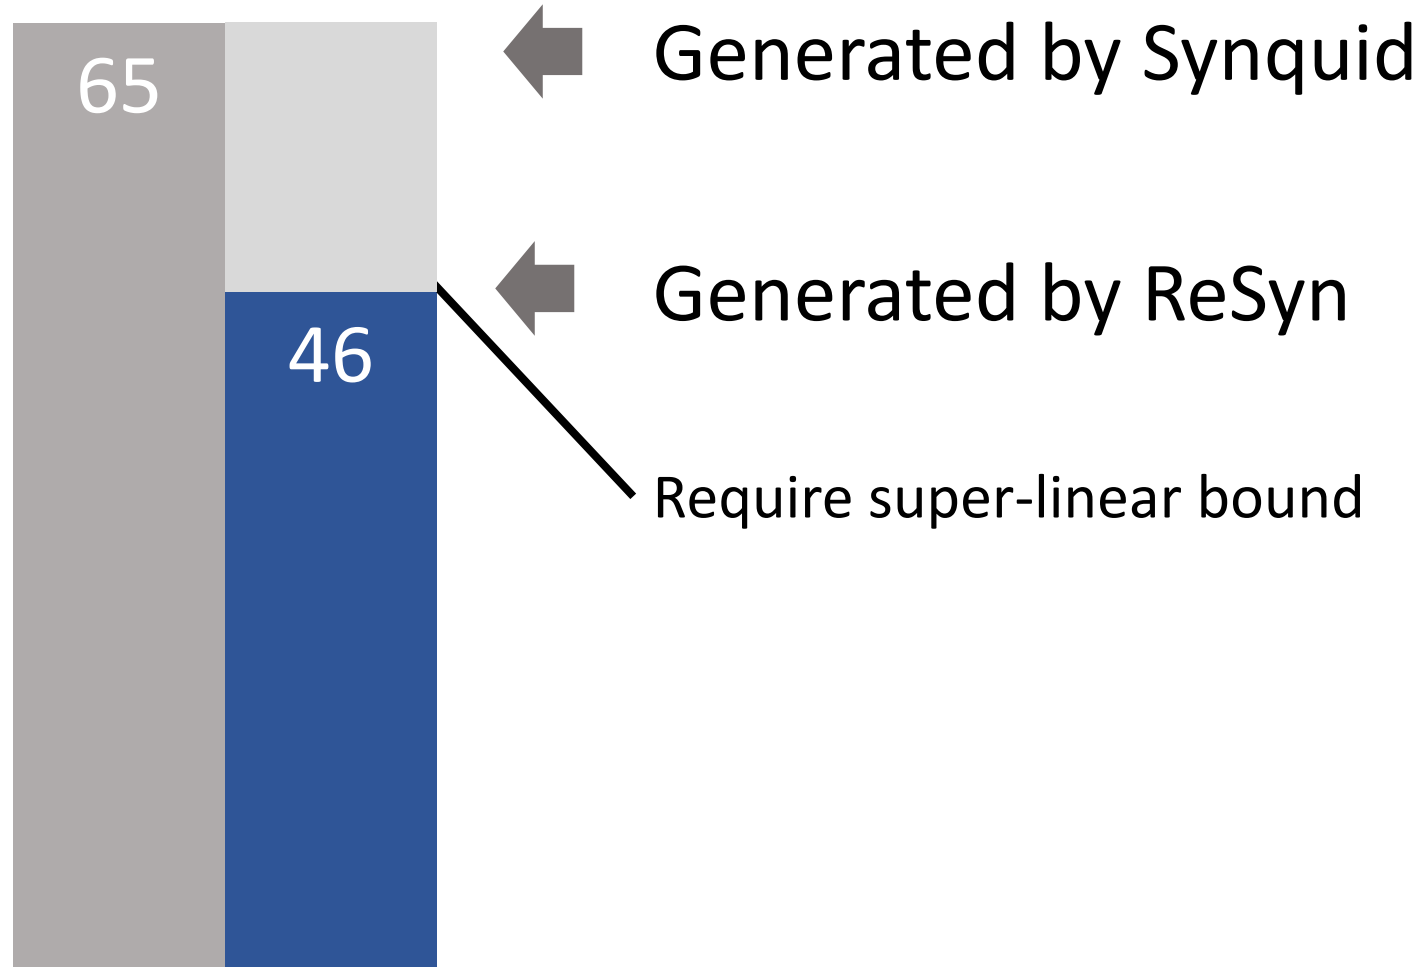 65
Generated by Synquid
Generated by ReSyn
46
Require super-linear bound